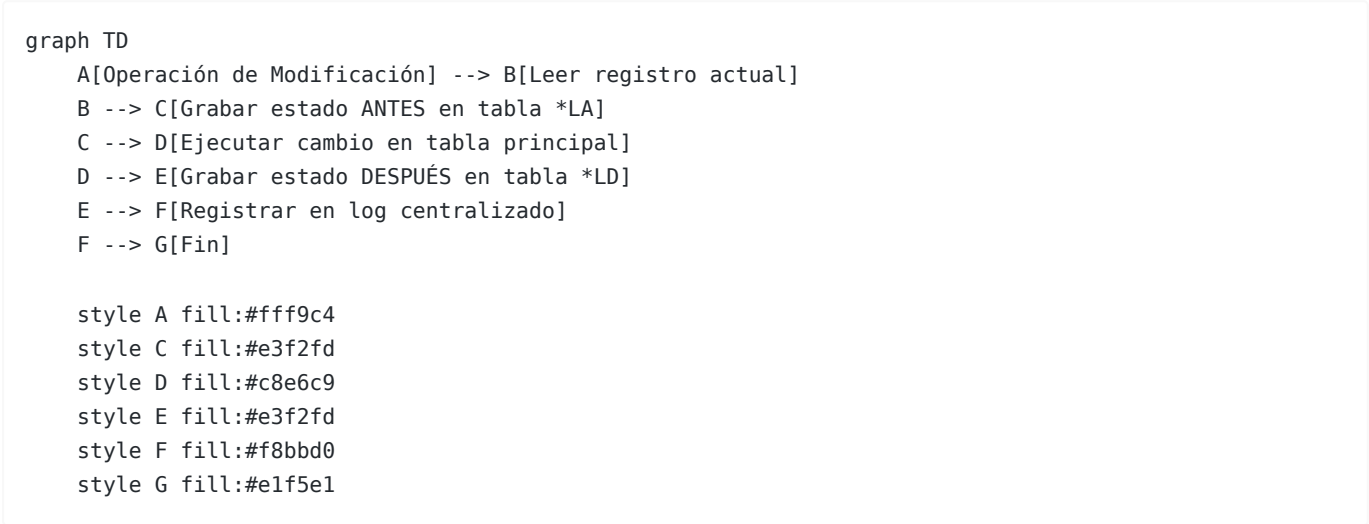 graph TD
    A[Operación de Modificación] --> B[Leer registro actual]
    B --> C[Grabar estado ANTES en tabla *LA]
    C --> D[Ejecutar cambio en tabla principal]
    D --> E[Grabar estado DESPUÉS en tabla *LD]
    E --> F[Registrar en log centralizado]
    F --> G[Fin]

    style A fill:#fff9c4
    style C fill:#e3f2fd
    style D fill:#c8e6c9
    style E fill:#e3f2fd
    style F fill:#f8bbd0
    style G fill:#e1f5e1